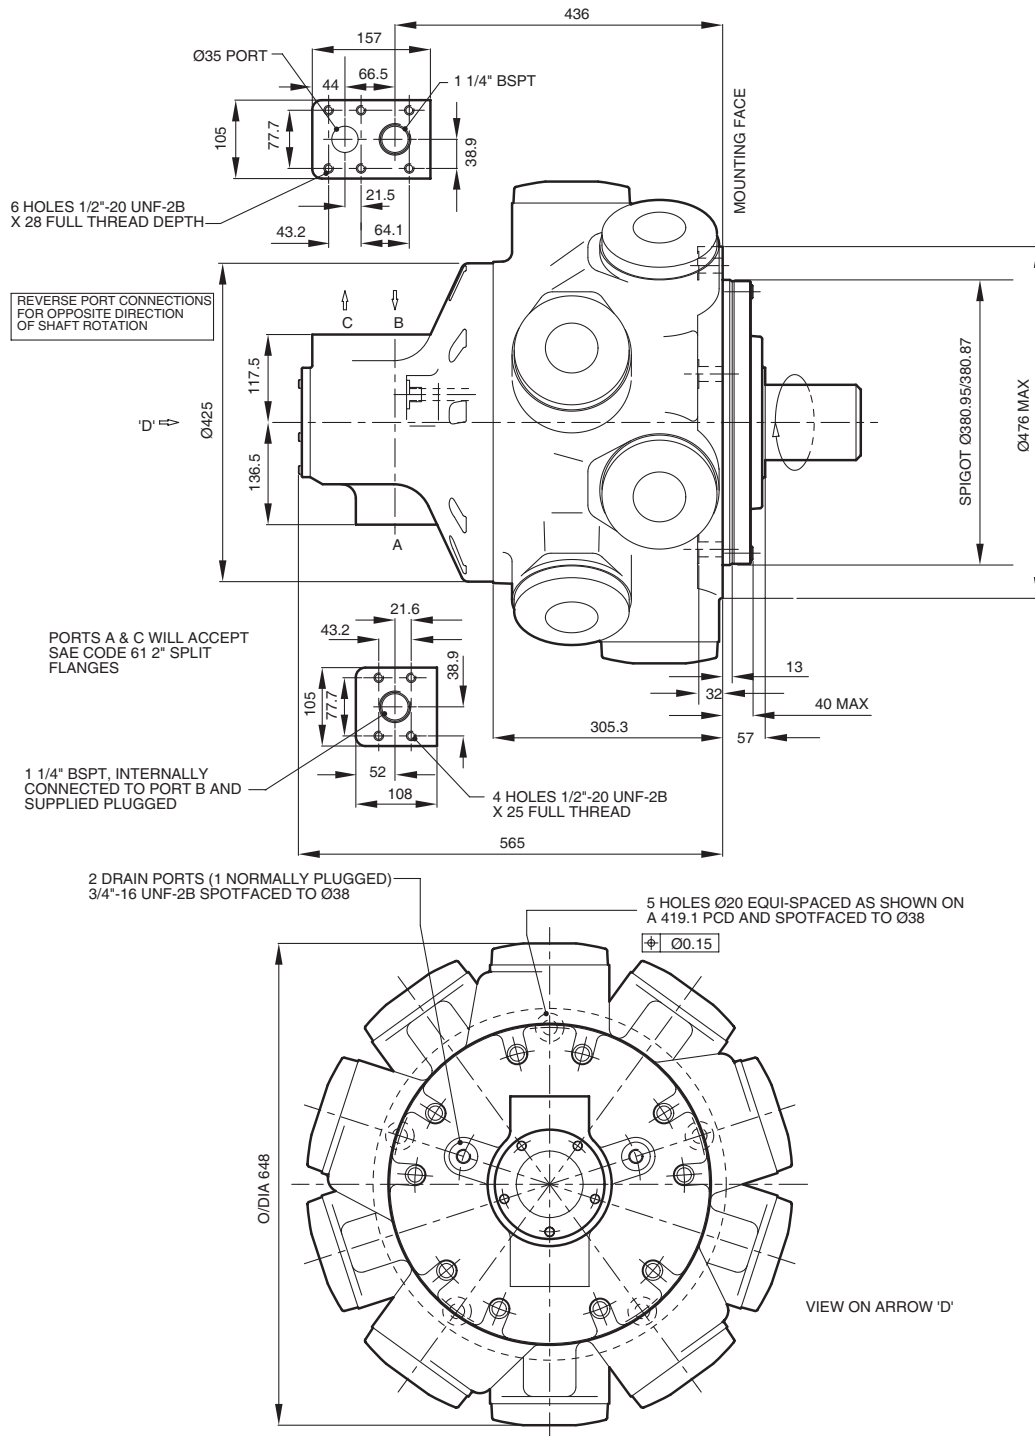 436
157
Ø35 PORT
44
66.5
1 1/4" BSPT
105
77.7
38.9
MOUNTING FACE
6 HOLES 1/2"-20 UNF-2B
X 28 FULL THREAD DEPTH
21.5
43.2
64.1
REVERSE PORT CONNECTIONS
FOR OPPOSITE DIRECTION
OF SHAFT ROTATION
C
B
117.5
'D'
Ø425
136.5
A
SPIGOT Ø380.95/380.87
Ø476 MAX
PORTS A & C WILL ACCEPT
SAE CODE 61 2" SPLIT
FLANGES
21.6
43.2
38.9
105
77.7
13
32
40 MAX
305.3
57
1 1/4" BSPT, INTERNALLY
CONNECTED TO PORT B AND
SUPPLIED PLUGGED
52
108
4 HOLES 1/2"-20 UNF-2B
X 25 FULL THREAD
565
2 DRAIN PORTS (1 NORMALLY PLUGGED)
3/4"-16 UNF-2B SPOTFACED TO Ø38
5 HOLES Ø20 EQUI-SPACED AS SHOWN ON
A 419.1 PCD AND SPOTFACED TO Ø38
⌖ Ø0.15
O/DIA 648
VIEW ON ARROW 'D'